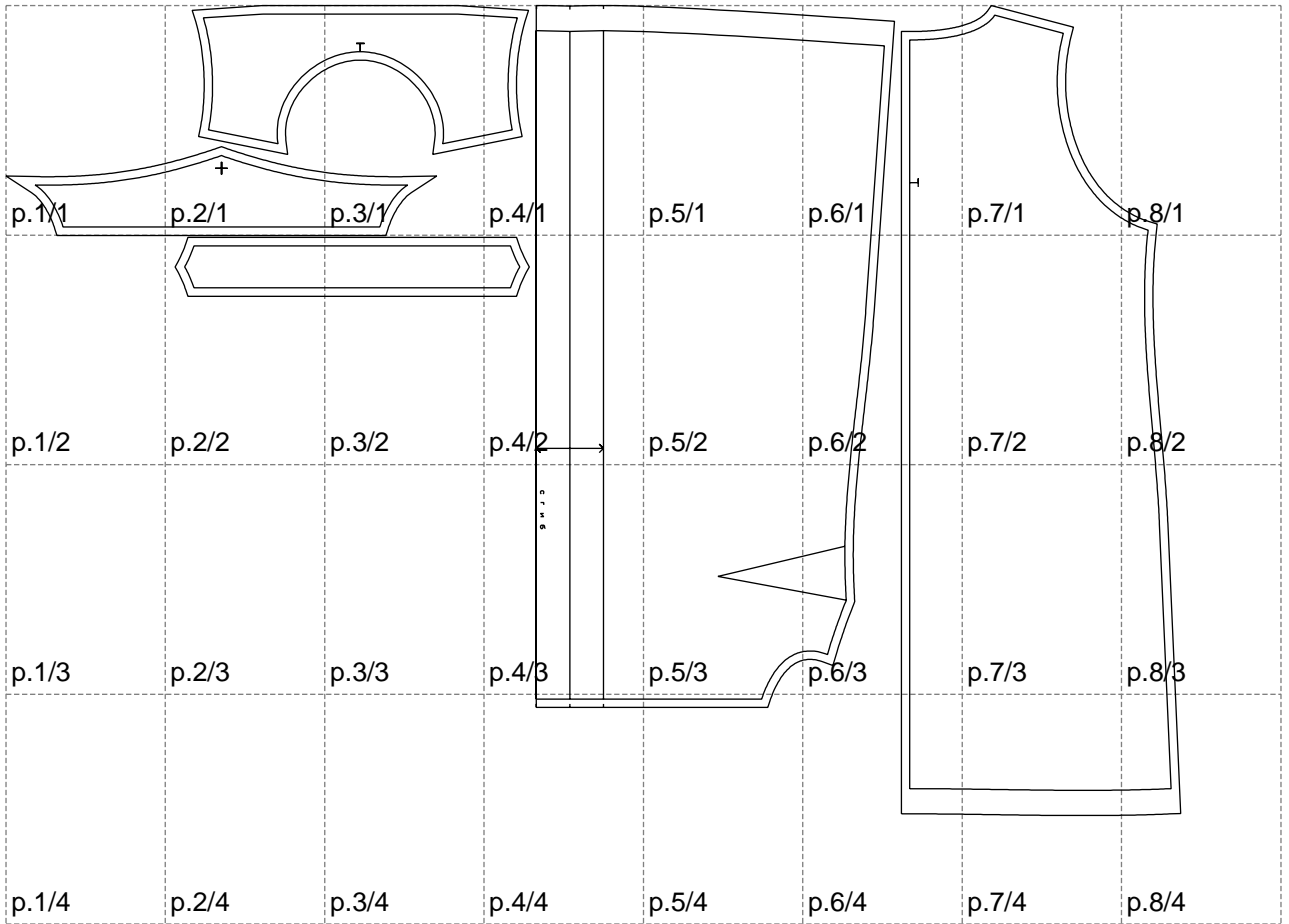 p.1/1 p.2/1 p.3/1 p.4/1 p.5/1 p.6/1 p.7/1 p.8/1
p.1/2 p.2/2 p.3/2 p.4/2 p.5/2 p.6/2 p.7/2 p.8/2
сгиб
p.1/3 p.2/3 p.3/3 p.4/3 p.5/3 p.6/3 p.7/3 p.8/3
p.1/4 p.2/4 p.3/4 p.4/4 p.5/4 p.6/4 p.7/4 p.8/4